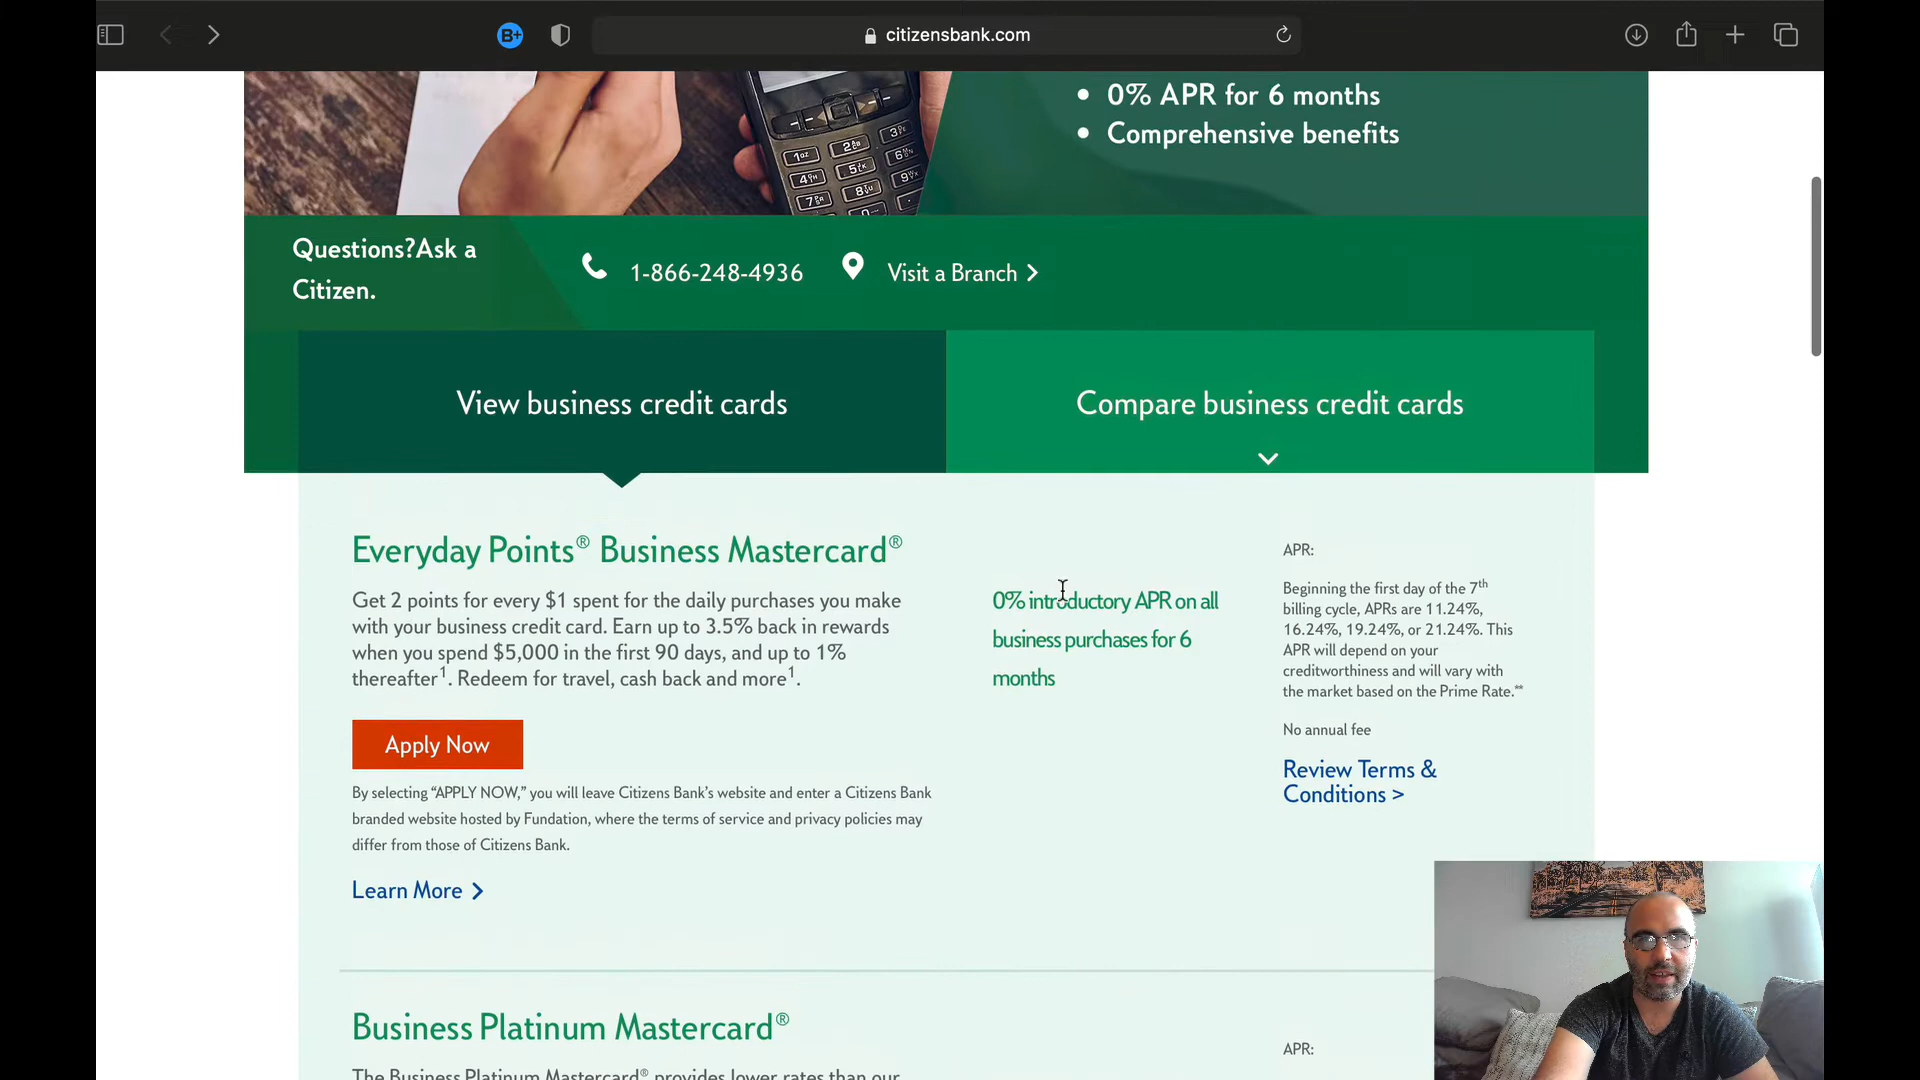 B+
citizensbank.com
0% APR for 6 months
Comprehensive benefits
Questions?Ask a
Citizen.
1-866-248-4936
Visit a Branch
View business credit cards
Compare business credit cards
Everyday Points® Business Mastercard®
Get 2 points for every $1 spent for the daily purchases you make
with your business credit card. Earn up to 3.5% back in rewards
when you spend $5,000 in the first 90 days, and up to 1%
thereafter1. Redeem for travel, cash back and more1.
Apply Now
By selecting “APPLY NOW,” you will leave Citizens Bank’s website and enter a Citizens Bank
branded website hosted by Fundation, where the terms of service and privacy policies may
differ from those of Citizens Bank.
Learn More
0% introductory APR on all
business purchases for 6
months
APR:
Beginning the first day of the 7th
billing cycle, APRs are 11.24%,
16.24%, 19.24%, or 21.24%. This
APR will depend on your
creditworthiness and will vary with
the market based on the Prime Rate.**
No annual fee
Review Terms &
Conditions >
Business Platinum Mastercard®
The Business Platinum Mastercard® provides lower rates than our
APR: